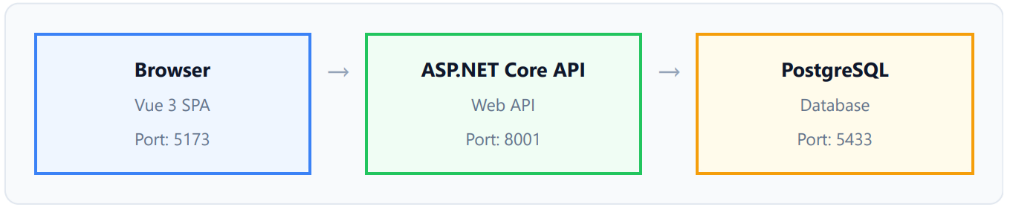 Browser
Vue 3 SPA
Port: 5173
→
ASP.NET Core API
Web API
Port: 8001
→
PostgreSQL
Database
Port: 5433